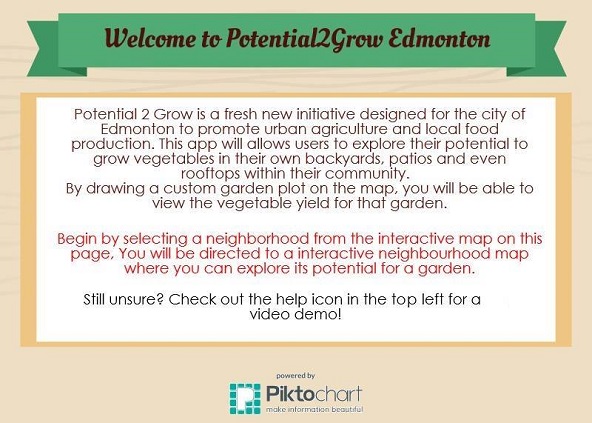 Welcome to Potential2Grow Edmonton
Potential 2 Grow is a fresh new initiative designed for the city of
Edmonton to promote urban agriculture and local food
production. This app will allows users to explore their potential to
grow vegetables in their own backyards, patios and even
rooftops within their community.
By drawing a custom garden plot on the map, you will be able to
view the vegetable yield for that garden.
Begin by selecting a neighborhood from the interactive map on this
page, You will be directed to a interactive neighbourhood map
where you can explore its potential for a garden.
Still unsure? Check out the help icon in the top left for a
video demo!
powered by
Piktochart
make information beautiful